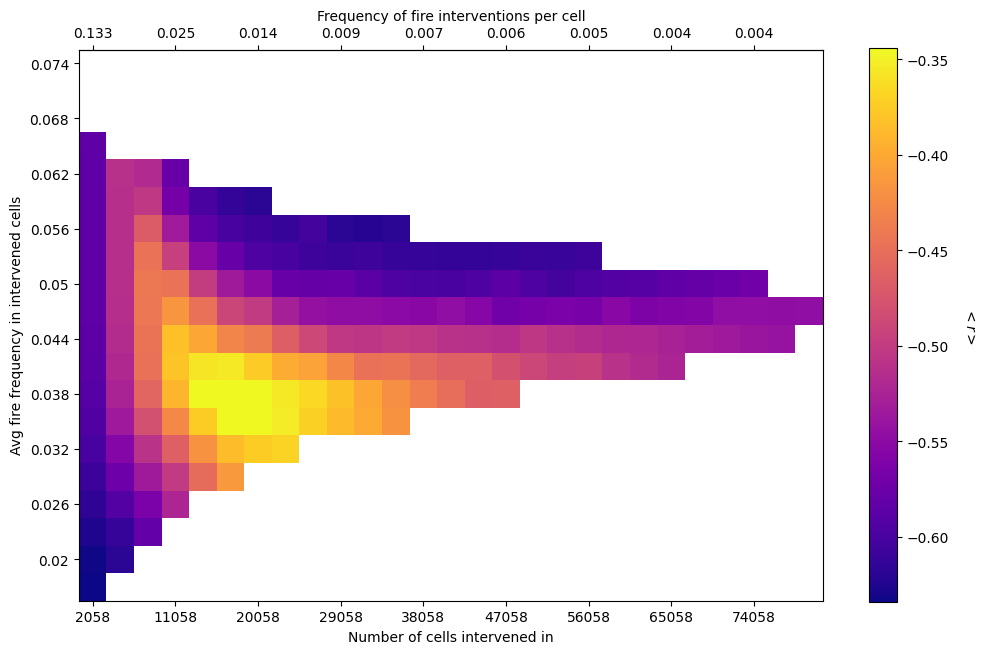 Frequency of fire interventions per cell
0.133 0.025 0.014 0.009 0.007 0.006 0.005 0.004 0.004
Avg fire frequency in intervened cells
0.074
0.068
0.062
0.056
0.05
0.044
0.038
0.032
0.026
0.02
2058 11058 20058 29058 38058 47058 56058 65058 74058
Number of cells intervened in
−0.35
−0.40
−0.45
−0.50
−0.55
−0.60
< r >